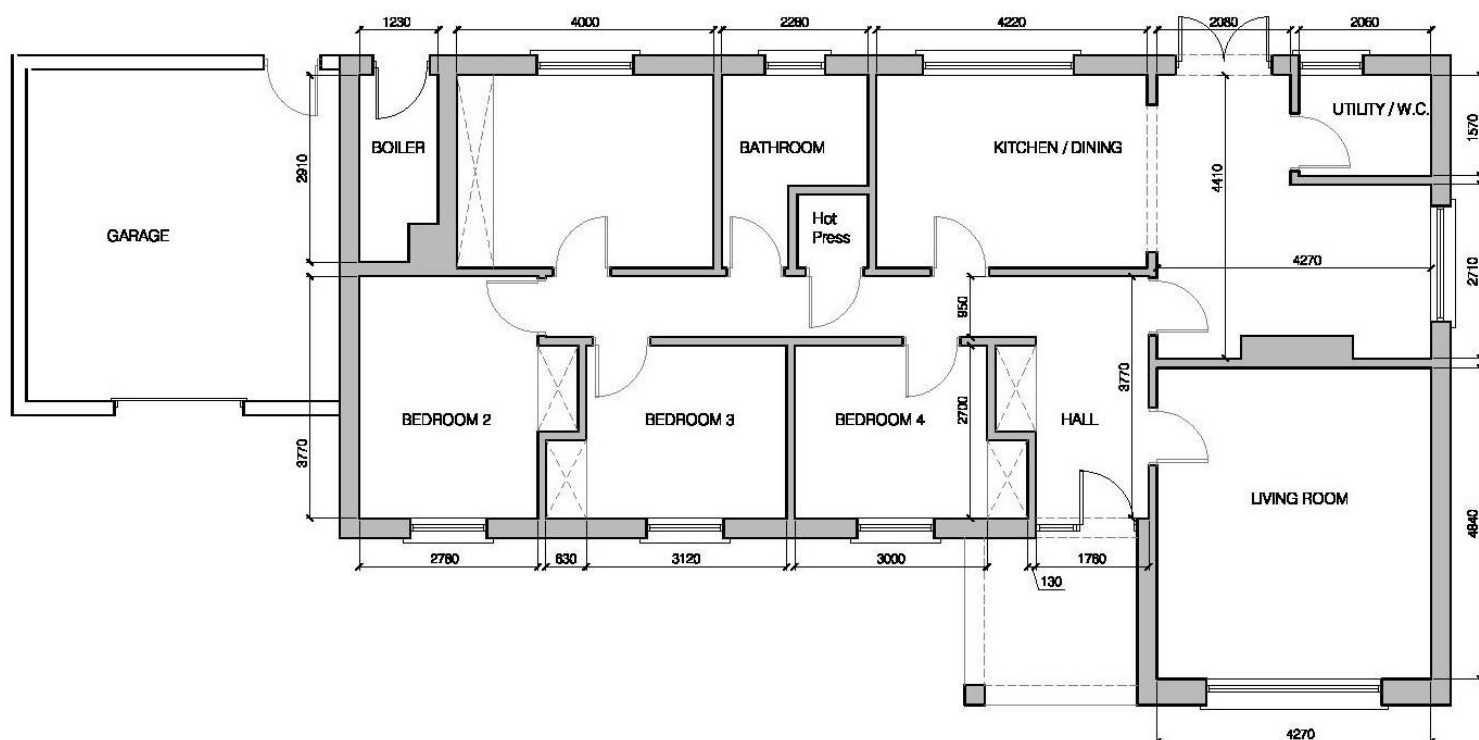 1230
4000
2280
4220
2080
2060
UTILITY / W.C.
1570
BOILER
BATHROOM
KITCHEN / DINING
2910
4410
GARAGE
Hot
Press
4270
2710
950
3770
3770
2700
BEDROOM 2
BEDROOM 3
BEDROOM 4
HALL
LIVING ROOM
4840
2760
630
3120
3000
1760
130
4270